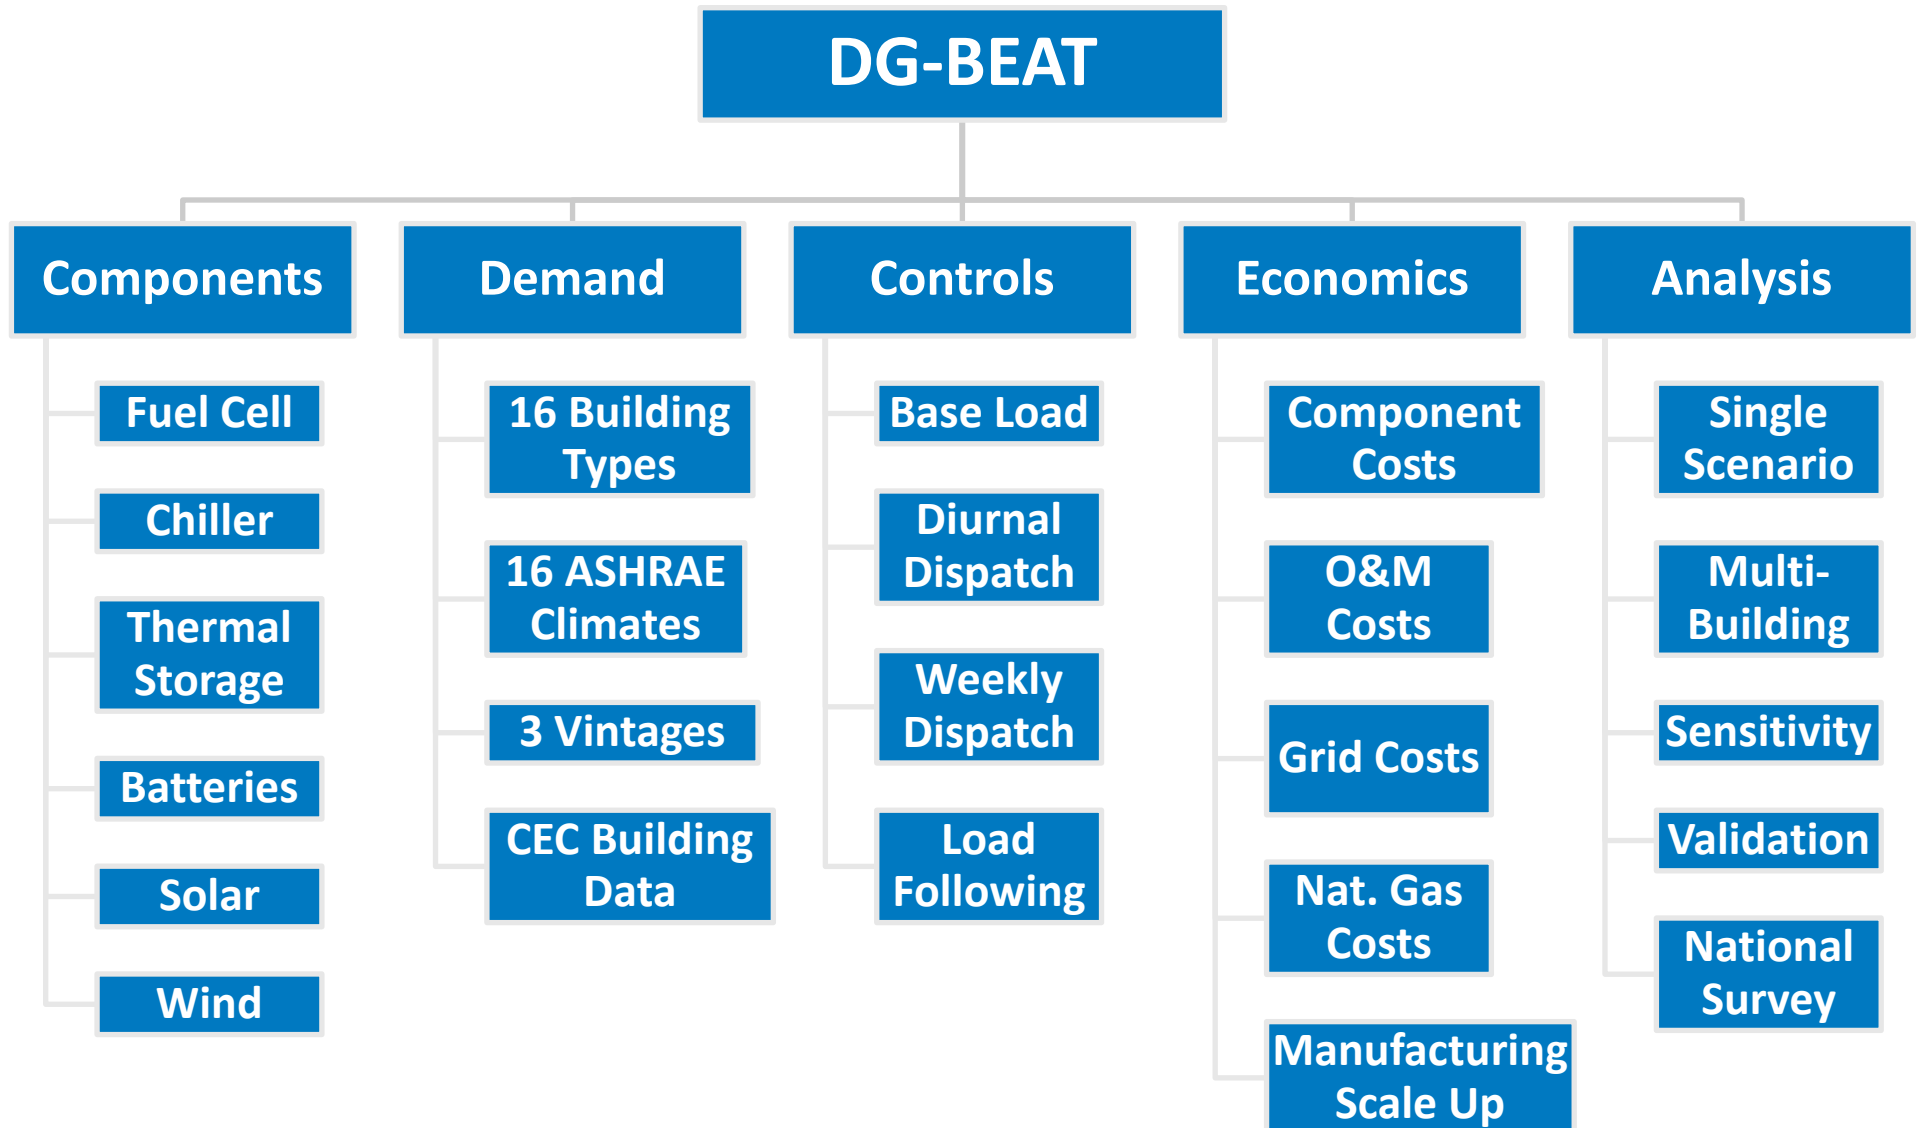 DG-BEAT
Components
Fuel Cell
Chiller
Thermal
Storage
Batteries
Solar
Wind
Demand
16 Building
Types
16 ASHRAE
Climates
3 Vintages
CEC Building
Data
Controls
Base Load
Diurnal
Dispatch
Weekly
Dispatch
Load
Following
Economics
Component
Costs
O&M
Costs
Grid Costs
Nat. Gas
Costs
Manufacturing
Scale Up
Analysis
Single
Scenario
Multi-
Building
Sensitivity
Validation
National
Survey